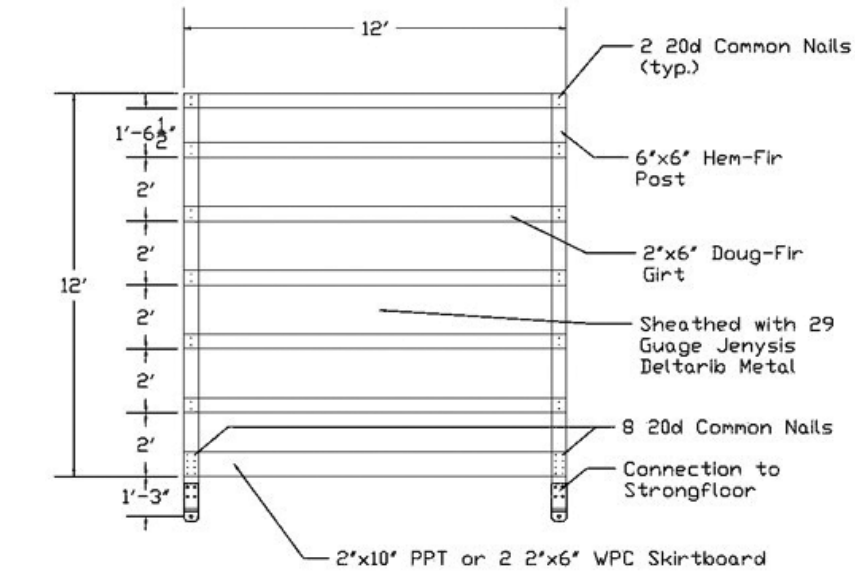 12'
2 20d Common Nails
(typ.)
1'-6 1/2"
6"x6" Hem-Fir
Post
2'
2'
2"x6" Doug-Fir
Girt
12'
2'
Sheathed with 29
Guage Jenysis
Deltarib Metal
2'
2'
8 20d Common Nails
1'-3"
Connection to
Strongfloor
2"x10" PPT or 2 2"x6" WPC Skirtboard